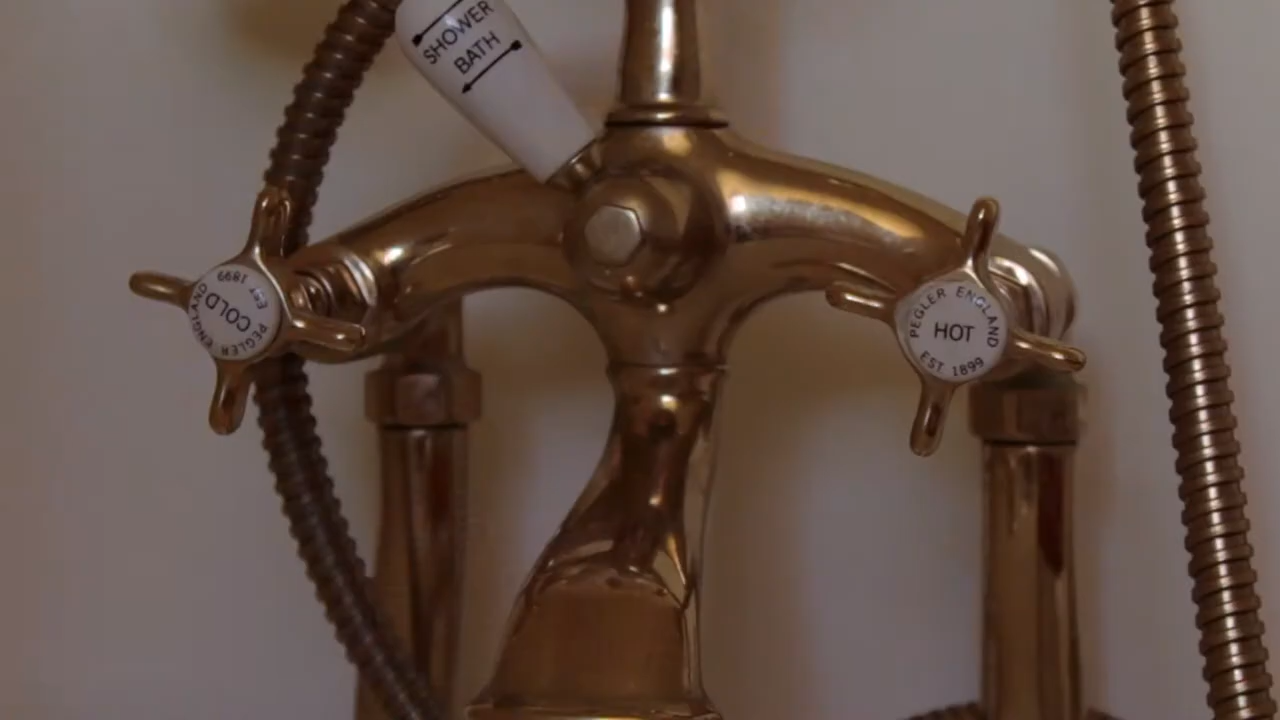 SHOWER
BATH
COLD
PEGLER ENGLAND
EST 1899
PEGLER ENGLAND
HOT
EST 1899